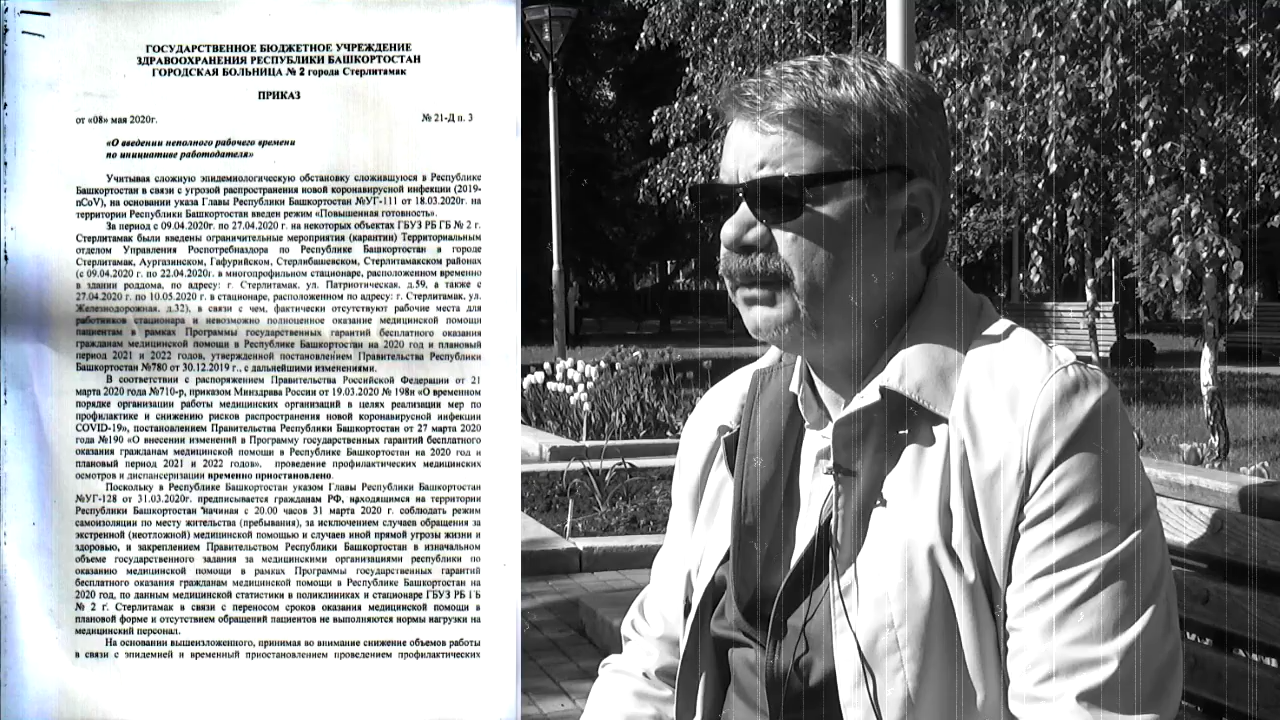 ГОСУДАРСТВЕННОЕ БЮДЖЕТНОЕ УЧРЕЖДЕНИЕ
ЗДРАВООХРАНЕНИЯ РЕСПУБЛИКИ БАШКОРТОСТАН
ГОРОДСКАЯ БОЛЬНИЦА № 2 города Стерлитамак
ПРИКАЗ
от «08» мая 2020г. № 21-Д п. 3
«О введении неполного рабочего времени
по инициативе работодателя»
Учитывая сложную эпидемиологическую обстановку сложившуюся в Республике
Башкортостан в связи с угрозой распространения новой коронавирусной инфекции (2019-
nCoV), на основании указа Главы Республики Башкортостан №УГ-111 от 18.03.2020г. на
территории Республики Башкортостан введен режим «Повышенная готовность».
За период с 09.04.2020г. по 27.04.2020 г. на некоторых объектах ГБУЗ РБ ГБ № 2 г.
Стерлитамак были введены ограничительные мероприятия (карантин) Территориальным
отделом Управления Роспотребнадзора по Республике Башкортостан в городе
Стерлитамак, Аургазинском, Гафурийском, Стерлибашевском, Стерлитамакском районах
(с 09.04.2020 г. по 22.04.2020г. в многопрофильном стационаре, расположенном временно
в здании роддома, по адресу: г. Стерлитамак, ул. Патриотическая, д.59, а также с
27.04.2020 г. по 10.05.2020 г. в стационаре, расположенном по адресу: г. Стерлитамак, ул.
Железнодорожная, д.32), в связи с чем, фактически отсутствуют рабочие места для
работников стационара и невозможно полноценное оказание медицинской помощи
пациентам в рамках Программы государственных гарантий бесплатного оказания
гражданам медицинской помощи в Республике Башкортостан на 2020 год и плановый
период 2021 и 2022 годов, утвержденной постановлением Правительства Республики
Башкортостан №780 от 30.12.2019 г., с дальнейшими изменениями.
В соответствии с распоряжением Правительства Российской Федерации от 21
марта 2020 года №710-р, приказом Минздрава России от 19.03.2020 № 198н «О временном
порядке организации работы медицинских организаций в целях реализации мер по
профилактике и снижению рисков распространения новой коронавирусной инфекции
COVID-19», постановлением Правительства Республики Башкортостан от 27 марта 2020
года №190 «О внесении изменений в Программу государственных гарантий бесплатного
оказания гражданам медицинской помощи в Республике Башкортостан на 2020 год и
плановый период 2021 и 2022 годов». проведение профилактических медицинских
осмотров и диспансеризации временно приостановлено.
Поскольку в Республике Башкортостан указом Главы Республики Башкортостан
№УГ-128 от 31.03.2020г. предписывается гражданам РФ, находящимся на территории
Республики Башкортостан начиная с 20.00 часов 31 марта 2020 г. соблюдать режим
самоизоляции по месту жительства (пребывания), за исключением случаев обращения за
экстренной (неотложной) медицинской помощью и случаев иной прямой угрозы жизни и
здоровью, и закреплением Правительством Республики Башкортостан в изначальном
объеме государственного задания за медицинскими организациями республики по
оказанию медицинской помощи в рамках Программы государственных гарантий
бесплатного оказания гражданам медицинской помощи в Республике Башкортостан на
2020 год, по данным медицинской статистики в поликлиниках и стационаре ГБУЗ РБ ГБ
№ 2 г. Стерлитамак в связи с переносом сроков оказания медицинской помощи в
плановой форме и отсутствием обращений пациентов не выполняются нормы нагрузки на
медицинский персонал.
На основании вышеизложенного, принимая во внимание снижение объемов работы
в связи с эпидемией и временный приостановлением проведением профилактических